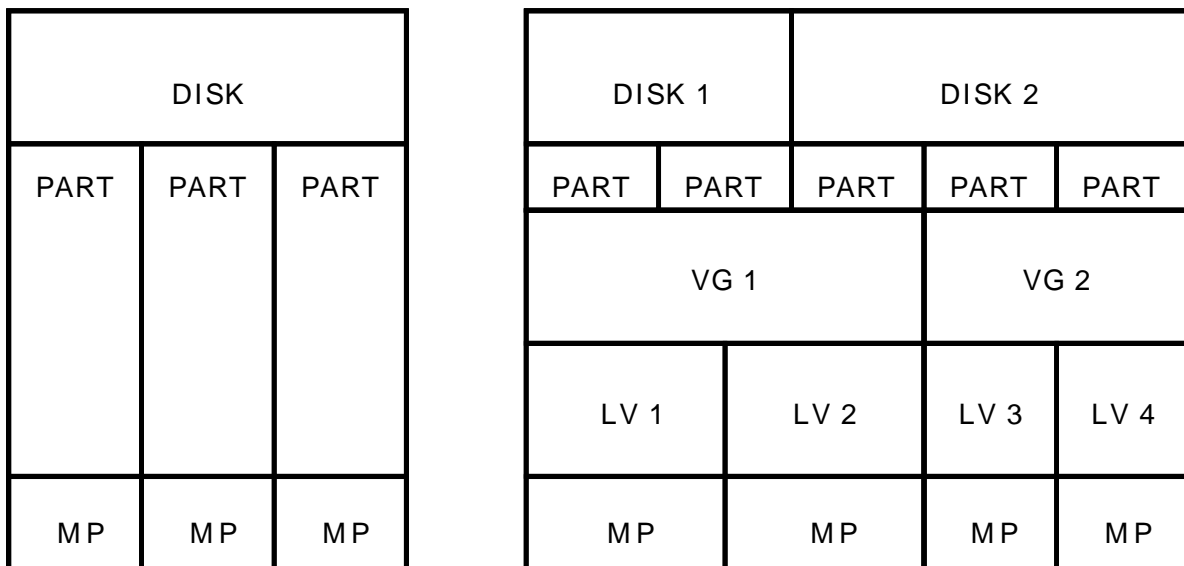 DISK
PART PART PART
MP MP MP
DISK 1 DISK 2
PART PART PART PART PART
VG 1 VG 2
LV 1 LV 2 LV 3 LV 4
MP MP MP MP